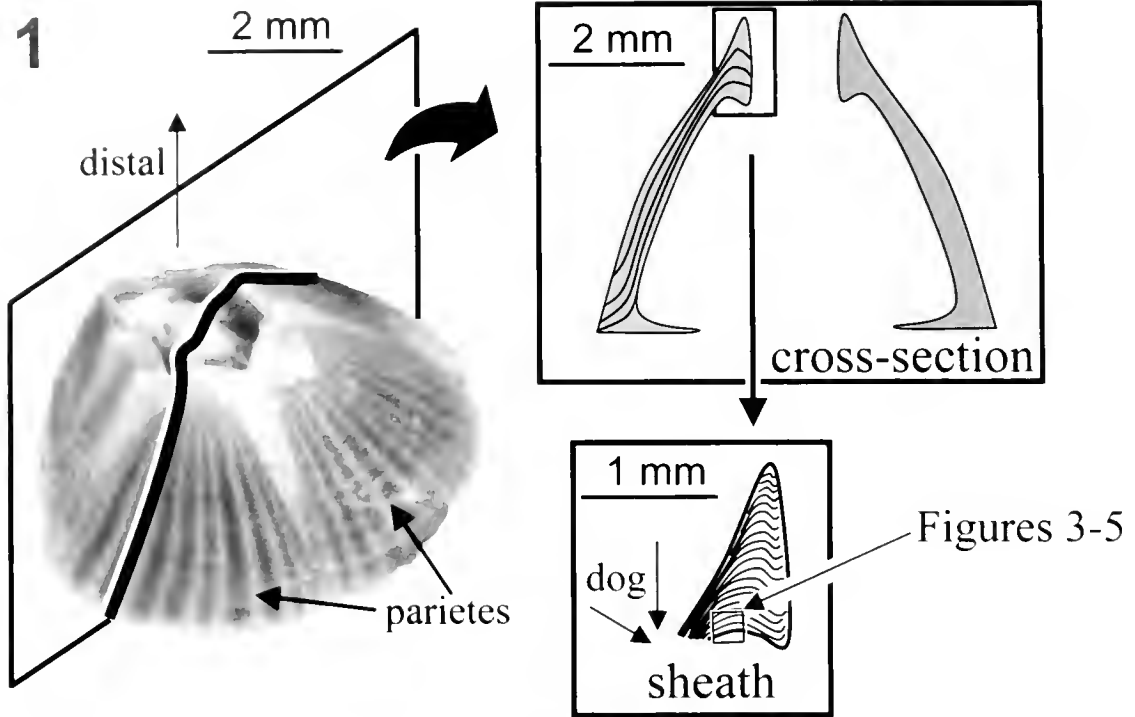 1
2 mm
distal
parietes
2 mm
cross-section
1 mm
dog
Figures 3-5
sheath